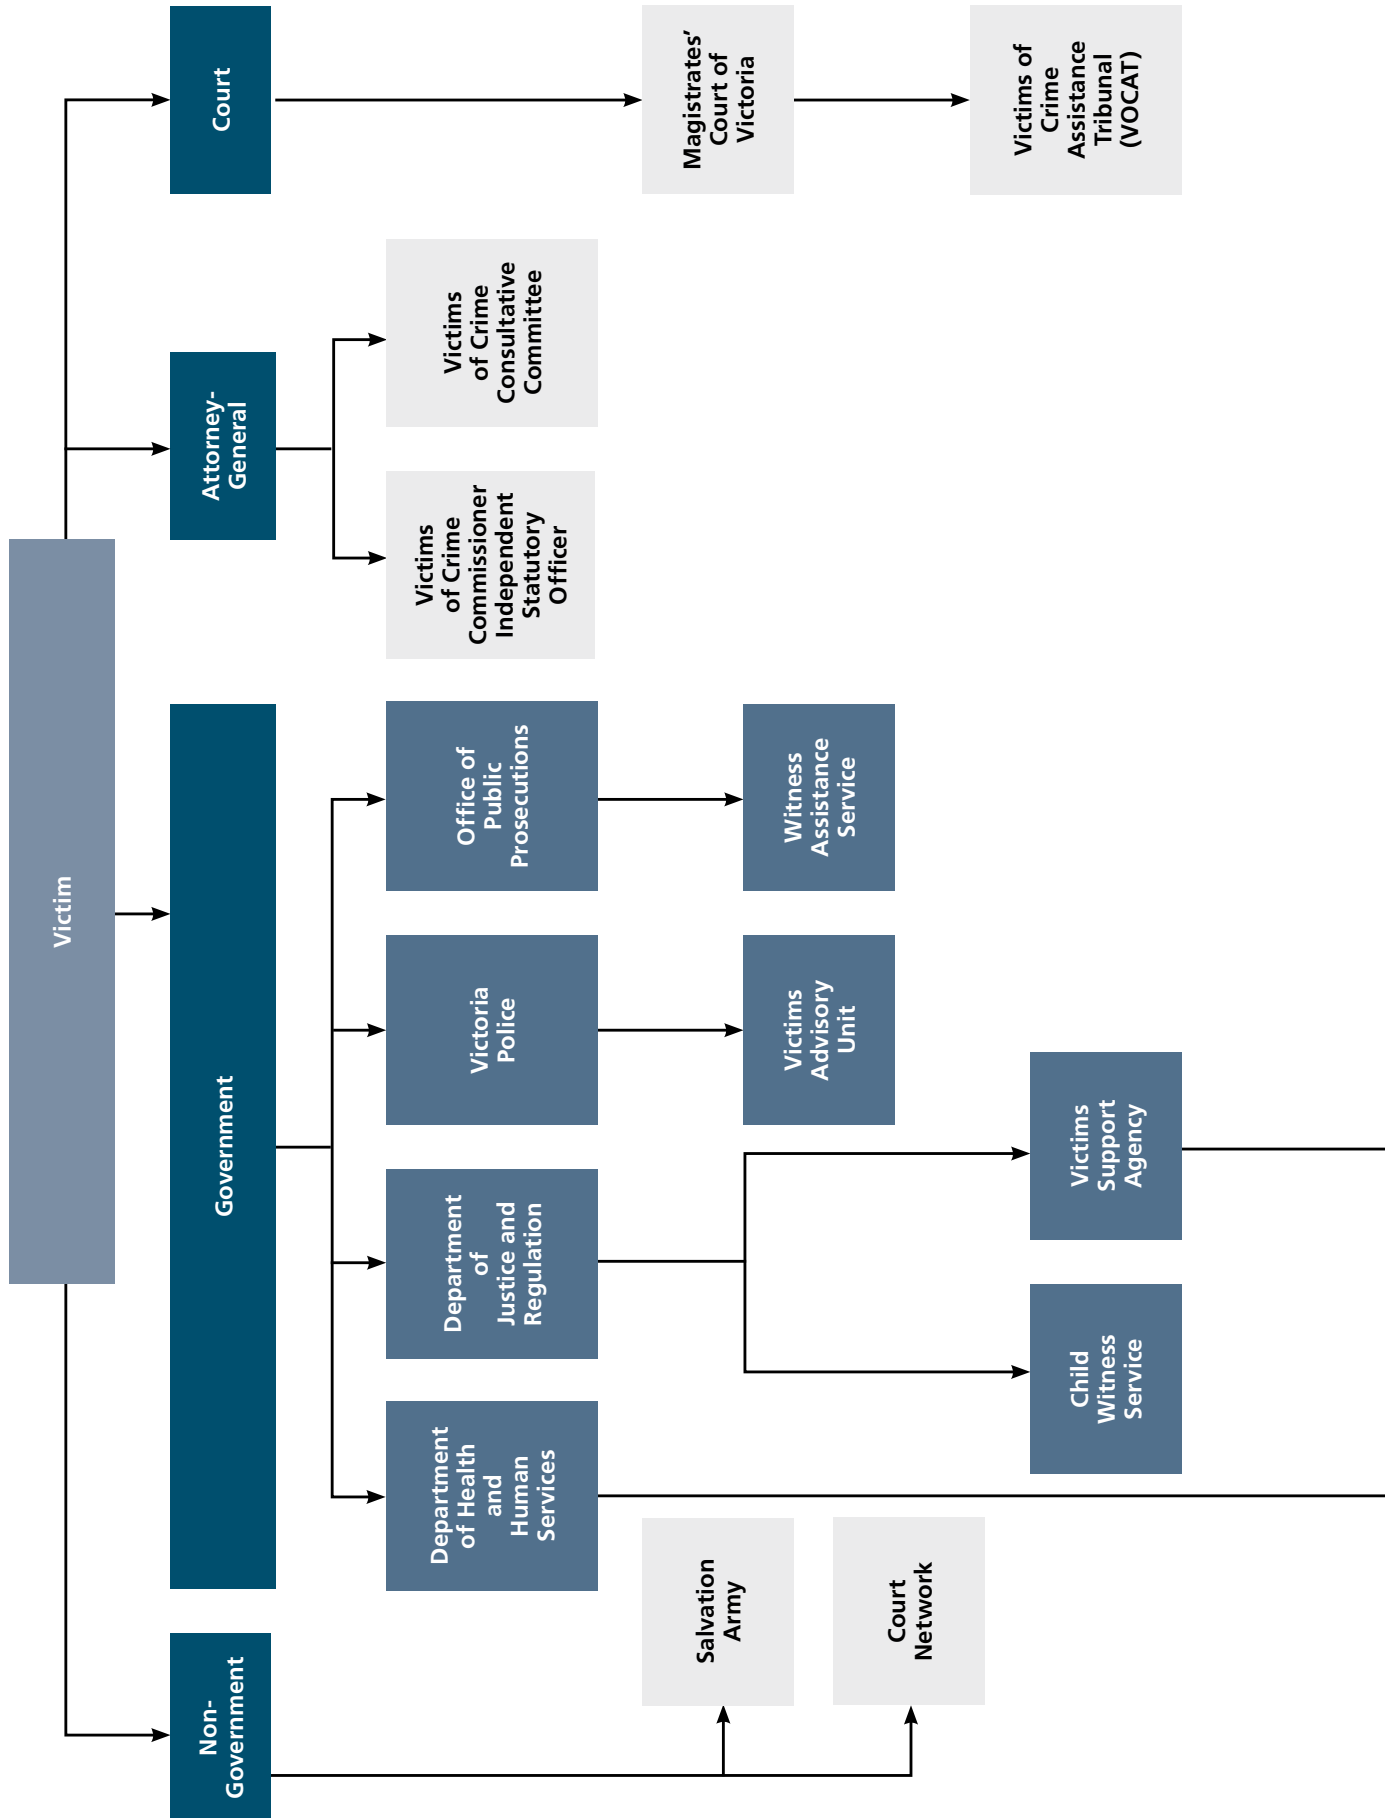 Victim
Non-
Government
Government
Attorney-
General
Court
Department
of Health
and
Human
Services
Department
of
Justice and
Regulation
Victoria
Police
Office of
Public
Prosecutions
Victims
of Crime
Commissioner
Independent
Statutory
Officer
Victims
of Crime
Consultative
Committee
Salvation
Army
Magistrates’
Court of
Victoria
Victims
Advisory
Unit
Witness
Assistance
Service
Court
Network
Victims of
Crime
Assistance
Tribunal
(VOCAT)
Child
Witness
Service
Victims
Support
Agency